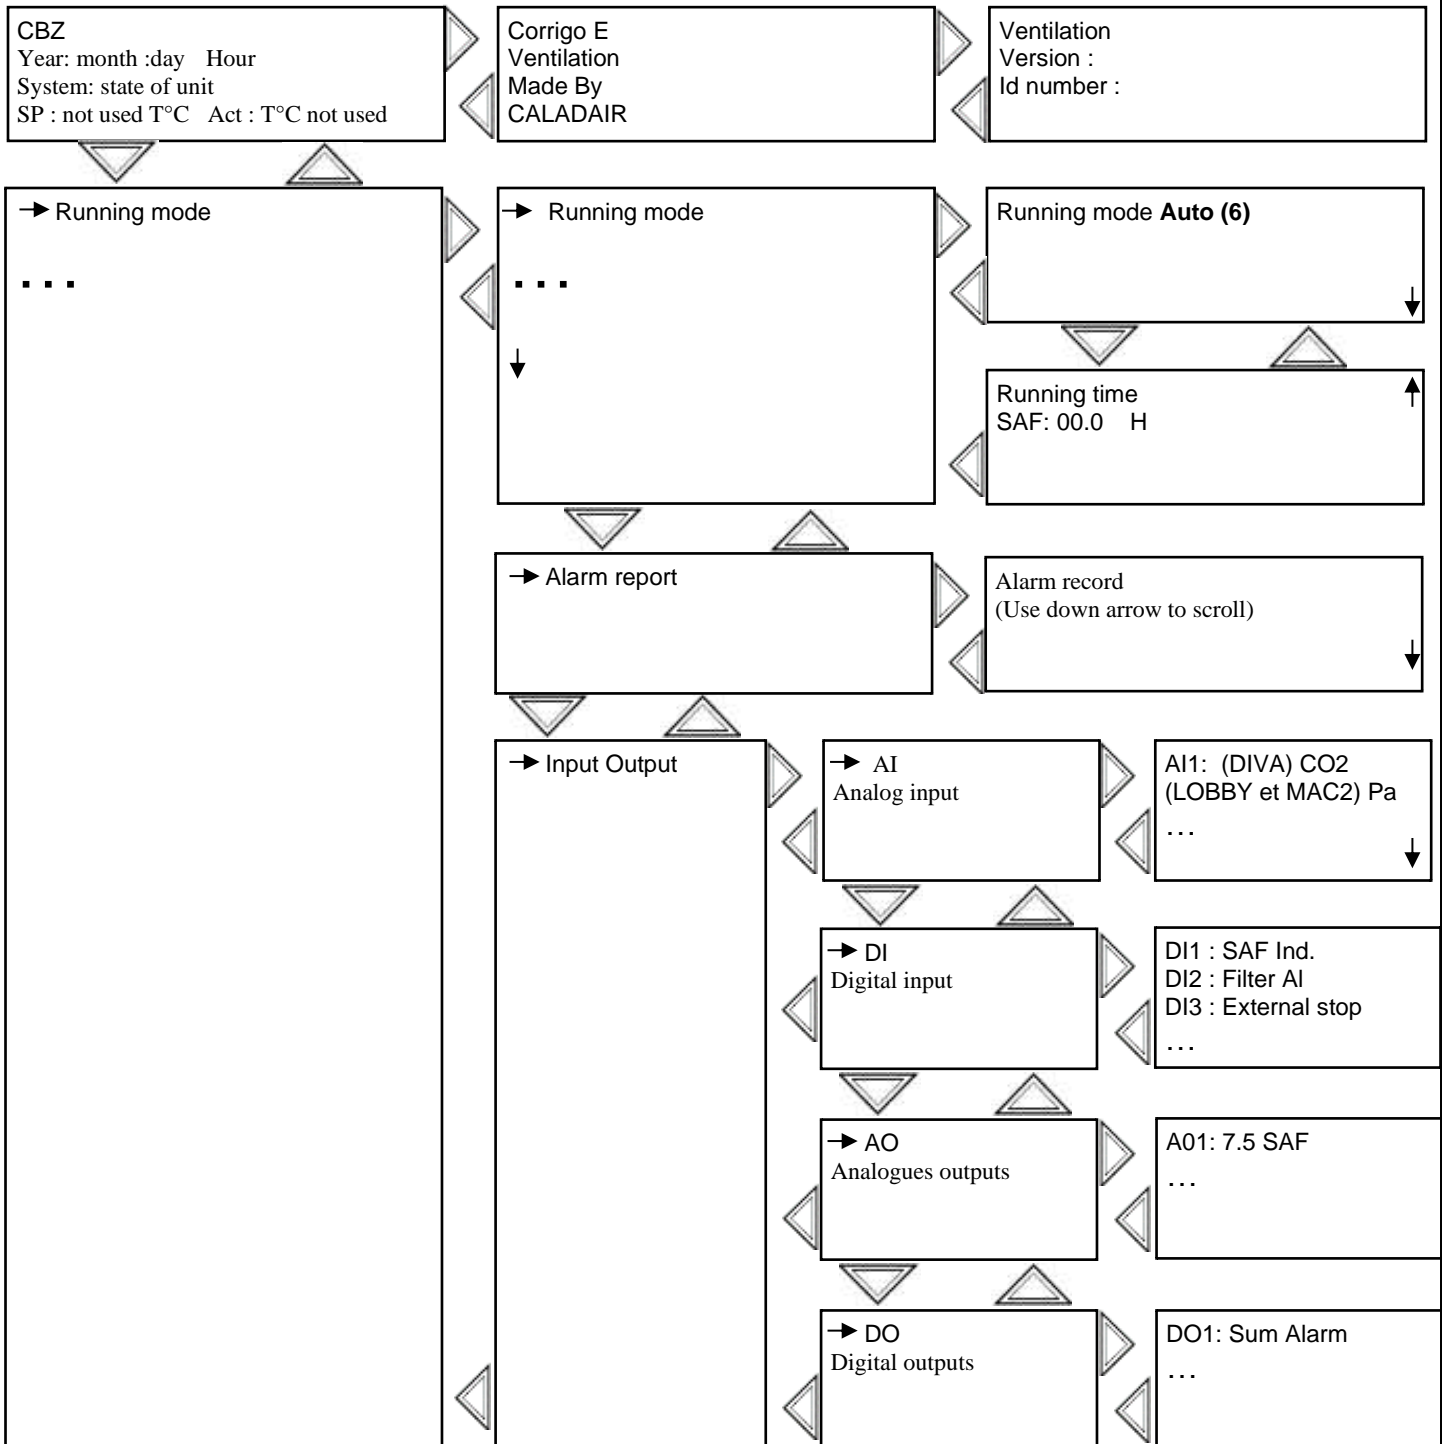 CBZ
Year: month :day Hour
System: state of unit
SP : not used T°C Act : T°C not used
Corrigo E
Ventilation
Made By
CALADAIR
Ventilation
Version :
Id number :
→ Running mode
...
→ Running mode
...
↓
Running mode Auto (6)
↓
Running time ↑
SAF: 00.0 H
→ Alarm report
Alarm record
(Use down arrow to scroll)
↓
→ Input Output
→ AI
Analog input
AI1: (DIVA) CO2
(LOBBY et MAC2) Pa
...
↓
→ DI
Digital input
DI1 : SAF Ind.
DI2 : Filter Al
DI3 : External stop
...
→ AO
Analogues outputs
A01: 7.5 SAF
...
→ DO
Digital outputs
DO1: Sum Alarm
...